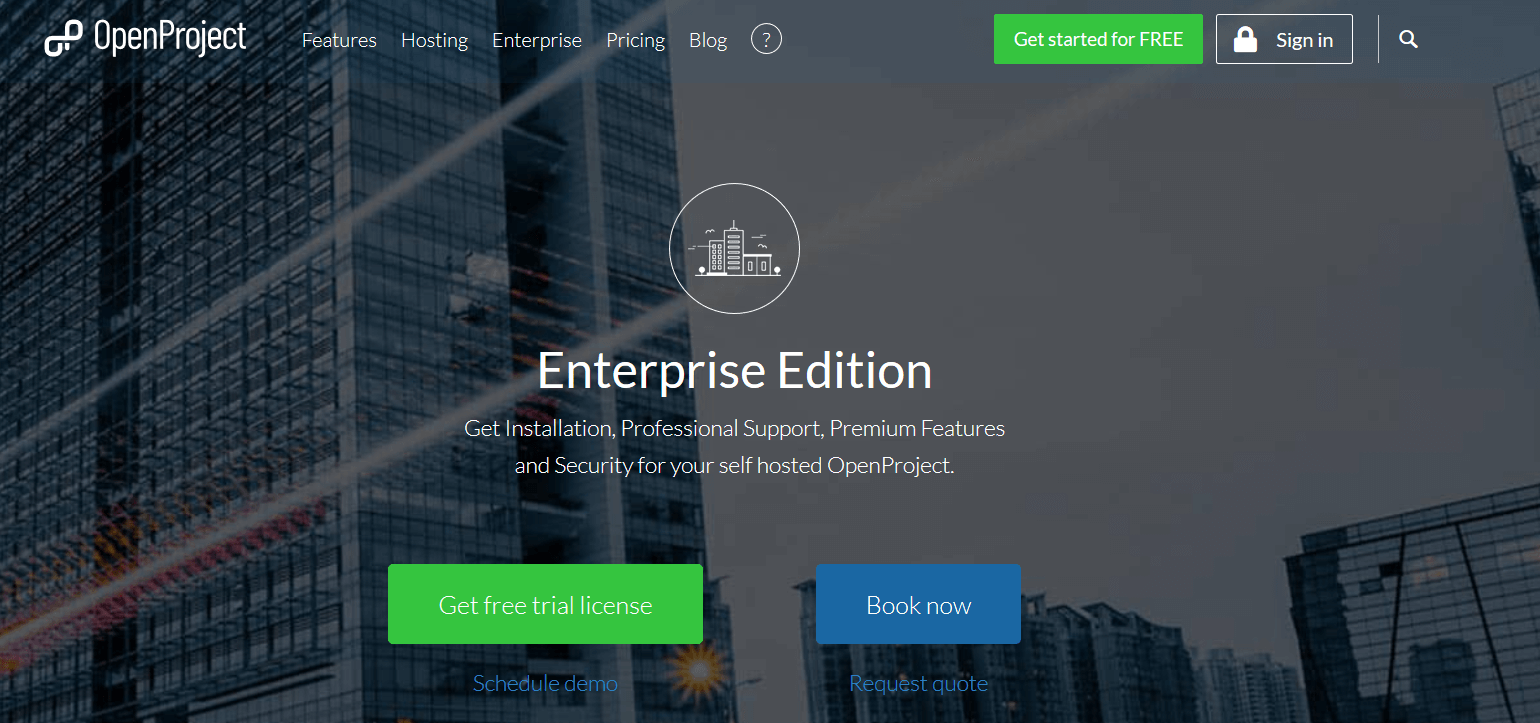 OpenProject
Features Hosting Enterprise Pricing Blog ?
Get started for FREE
Sign in
Enterprise Edition
Get Installation, Professional Support, Premium Features
and Security for your self hosted OpenProject.
Get free trial license
Book now
Schedule demo
Request quote